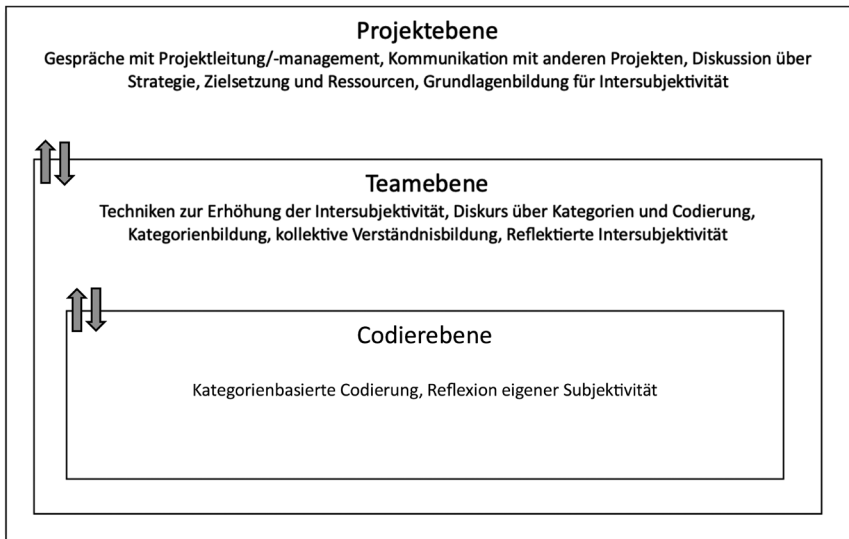 Projektebene
Gespräche mit Projektleitung/-management, Kommunikation mit anderen Projekten, Diskussion über
Strategie, Zielsetzung und Ressourcen, Grundlagenbildung für Intersubjektivität
Teamebene
Techniken zur Erhöhung der Intersubjektivität, Diskurs über Kategorien und Codierung,
Kategorienbildung, kollektive Verständnisbildung, Reflektierte Intersubjektivität
Codierebene
Kategorienbasierte Codierung, Reflexion eigener Subjektivität